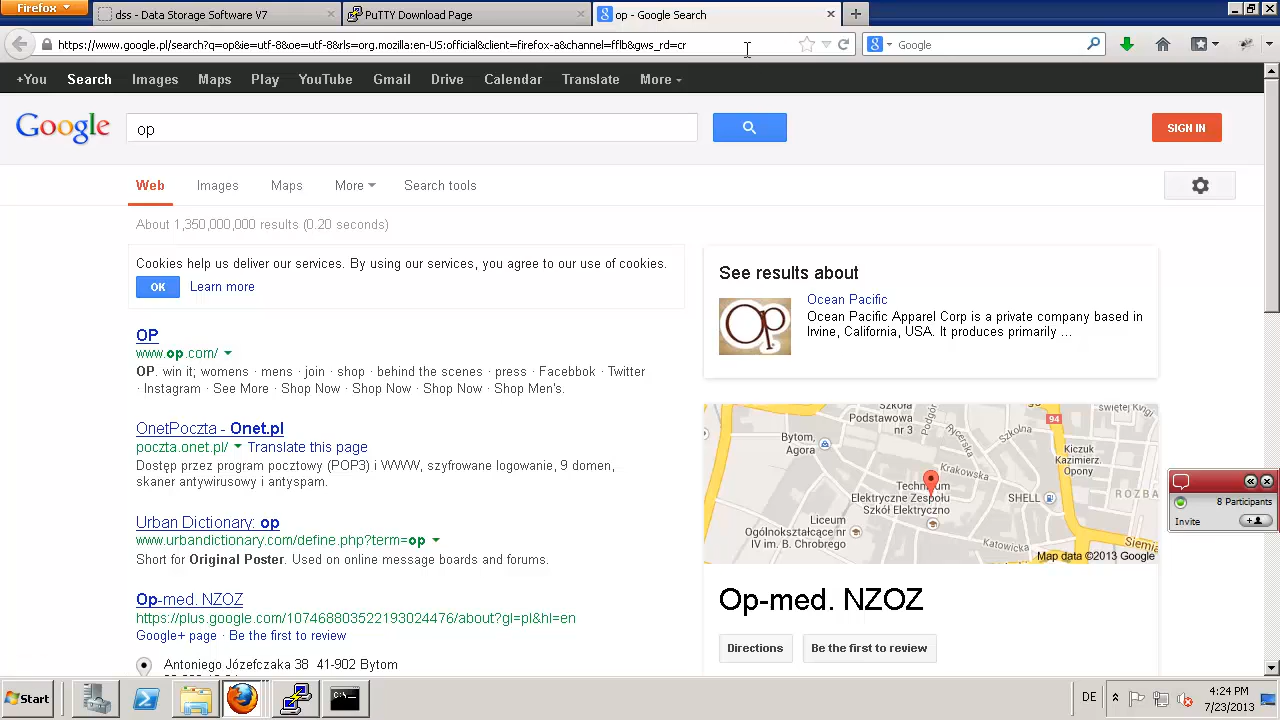 Firefox
dss - Data Storage Software V7
PuTTY Download Page
op - Google Search
https://www.google.pl/search?q=op&ie=utf-8&oe=utf-8&rls=org.mozilla:en-US:official&client=firefox-a&channel=fflb&gws_rd=cr
Google
+You Search Images Maps Play YouTube Gmail Drive Calendar Translate More
Google
op
SIGN IN
Web Images Maps More Search tools
About 1,350,000,000 results (0.20 seconds)
Cookies help us deliver our services. By using our services, you agree to our use of cookies.
OK Learn more
OP
www.op.com/
OP. win it; womens · mens · join · shop · behind the scenes · press · Facebbok · Twitter
· Instagram · See More · Shop Now · Shop Now · Shop Now · Shop Men's.
OnetPoczta - Onet.pl
poczta.onet.pl/ Translate this page
Dostęp przez program pocztowy (POP3) i WWW, szyfrowane logowanie, 9 domen,
skaner antywirusowy i antyspam.
Urban Dictionary: op
www.urbandictionary.com/define.php?term=op
Short for Original Poster. Used on online message boards and forums.
Op-med. NZOZ
https://plus.google.com/107468803522193024476/about?gl=pl&hl=en
Google+ page · Be the first to review
Antoniego Józefczaka 38 41-902 Bytom
See results about
Op
Ocean Pacific
Ocean Pacific Apparel Corp is a private company based in
Irvine, California, USA. It produces primarily ...
Szkoła
Podstawowa
nr 3
Podgó
Rycerska
Szkolna
94
świętej Kingi
Bytom,
Agora
Krakowska
Kiczuk
Kazimierz.
Opony
Technikum
Elektryczne Zespołu
Szkół Elektryczno
SHELL
ROZBA
Liceum
Ogólnokształcące
IV im. B. Chrobrego
Katowicka
Siemia
Map data ©2013 Google
Op-med. NZOZ
Directions
Be the first to review
8 Participants
Invite
Start
DE
4:24 PM
7/23/2013